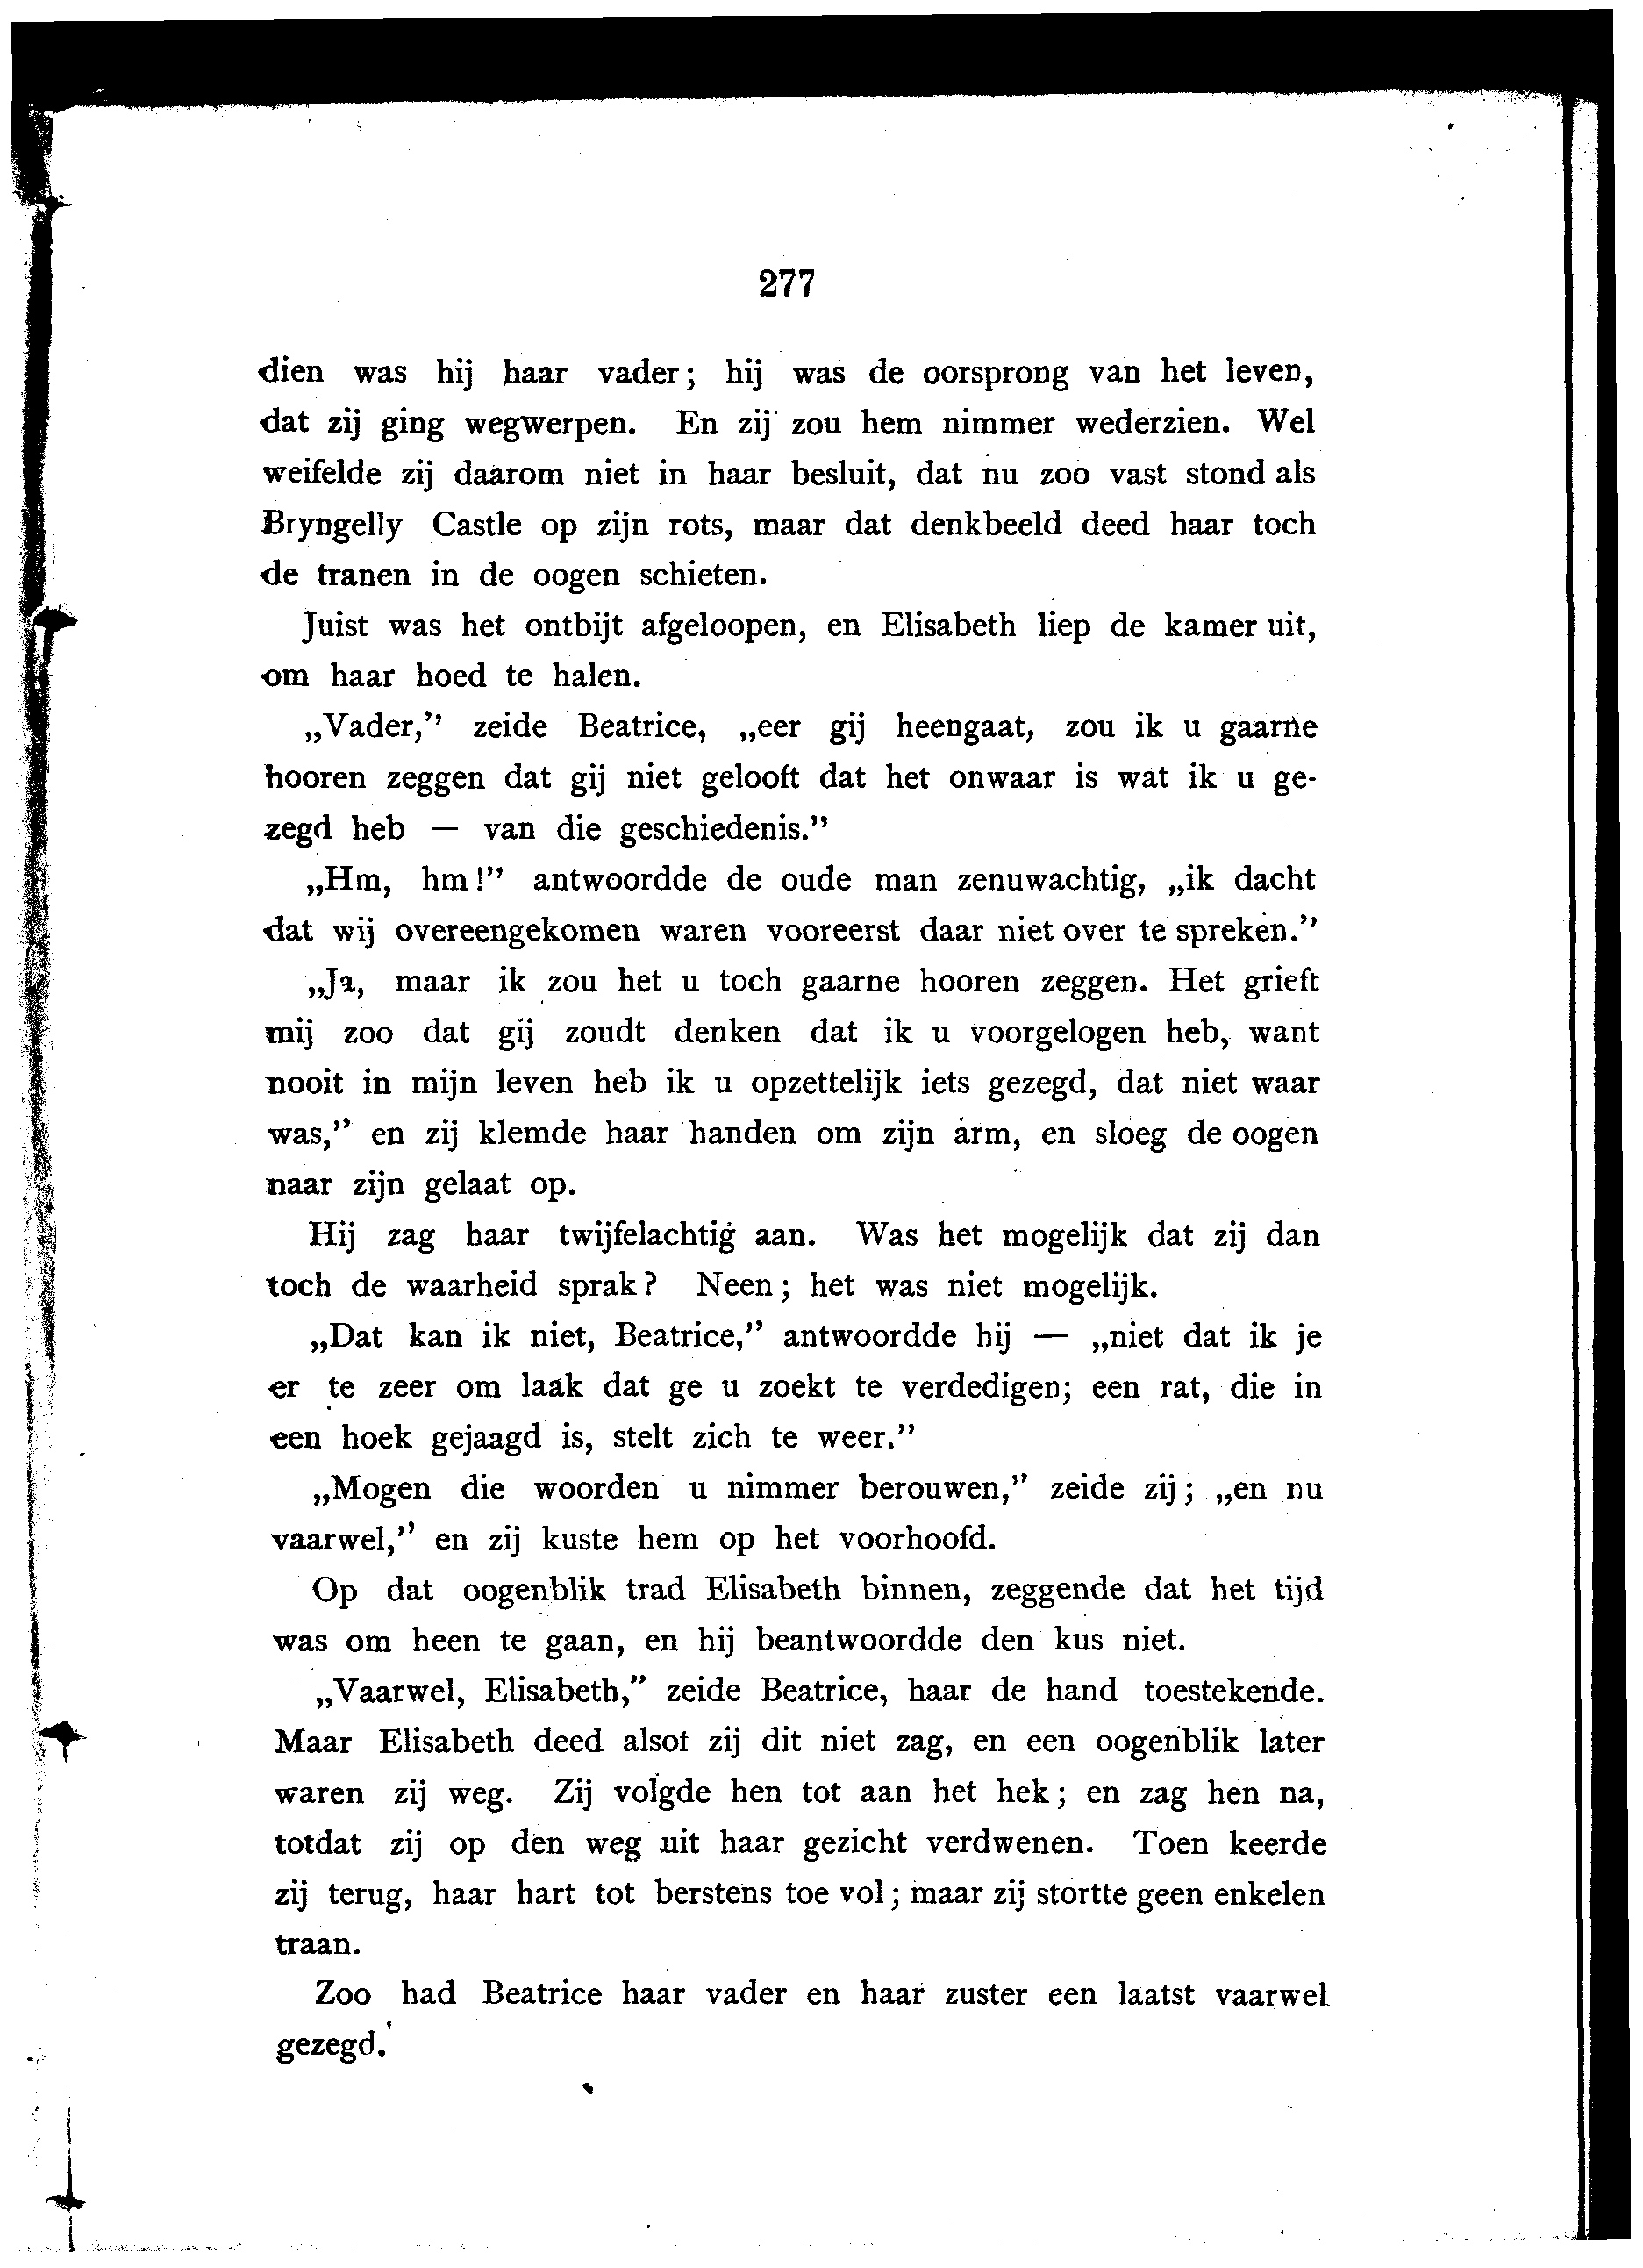 277
dien was hij haar vader; hij was de oorsprong van het leven,
dat zij ging wegwerpen. En zij zou hem nimmer wederzien. Wel
weifelde zij daarom niet in haar besluit, dat nu zoo vast stond als
Bryngelly Castle op zijn rots, maar dat denkbeeld deed haar toch
de tranen in de oogen schieten.
Juist was het ontbijt afgeloopen, en Elisabeth liep de kamer uit,
om haar hoed te halen.
„Vader,” zeide Beatrice, „eer gij heengaat, zou ik u gaarne
hooren zeggen dat gij niet gelooft dat het onwaar is wat ik u ge-
zegd heb — van die geschiedenis.”
„Hm, hm!” antwoordde de oude man zenuwachtig, „ik dacht
dat wij overeengekomen waren vooreerst daar niet over te spreken.”
„Ja, maar ik zou het u toch gaarne hooren zeggen. Het grieft
mij zoo dat gij zoudt denken dat ik u voorgelogen heb, want
nooit in mijn leven heb ik u opzettelijk iets gezegd, dat niet waar
was,” en zij klemde haar handen om zijn arm, en sloeg de oogen
naar zijn gelaat op.
Hij zag haar twijfelachtig aan. Was het mogelijk dat zij dan
toch de waarheid sprak? Neen; het was niet mogelijk.
„Dat kan ik niet, Beatrice,” antwoordde hij — „niet dat ik je
er te zeer om laak dat ge u zoekt te verdedigen; een rat, die in
een hoek gejaagd is, stelt zich te weer.”
„Mogen die woorden u nimmer berouwen,” zeide zij; „en nu
vaarwel,” en zij kuste hem op het voorhoofd.
Op dat oogenblik trad Elisabeth binnen, zeggende dat het tijd
was om heen te gaan, en hij beantwoordde den kus niet.
„Vaarwel, Elisabeth,” zeide Beatrice, haar de hand toestekende.
Maar Elisabeth deed alsof zij dit niet zag, en een oogenblik later
waren zij weg. Zij volgde hen tot aan het hek; en zag hen na,
totdat zij op den weg uit haar gezicht verdwenen. Toen keerde
zij terug, haar hart tot berstens toe vol; maar zij stortte geen enkelen
traan.
Zoo had Beatrice haar vader en haar zuster een laatst vaarwel
gezegd.